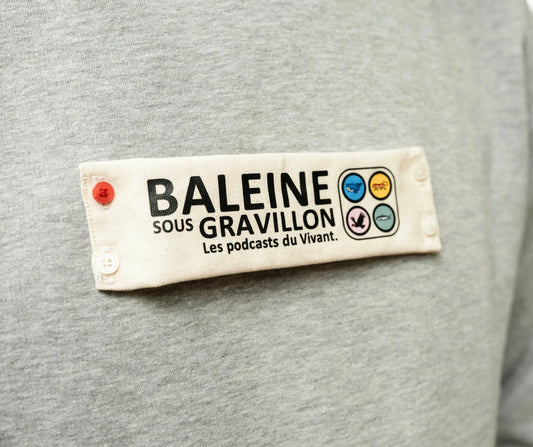 BALEINE
SOUS GRAVILLON
Les podcasts du Vivant.